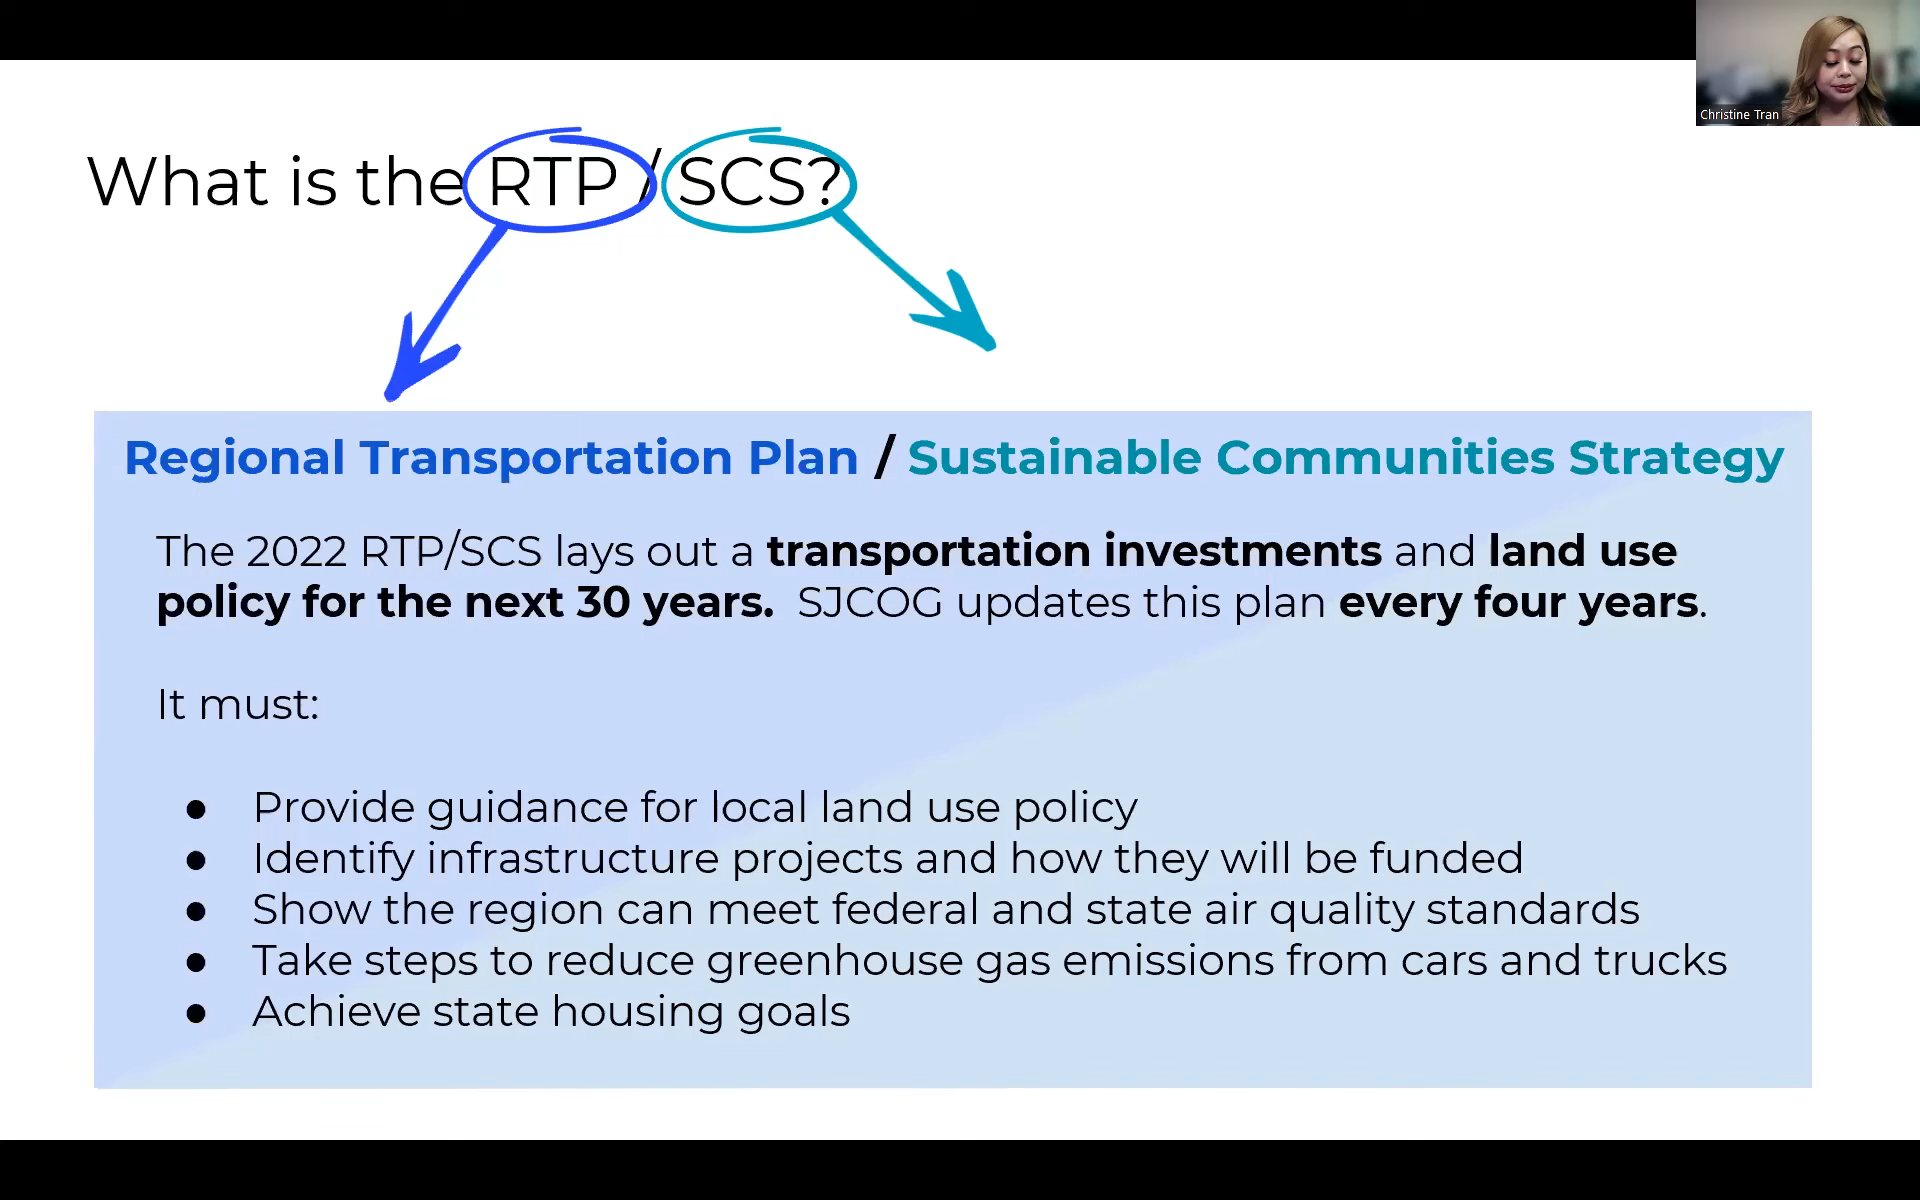 Christine Tran
What is the RTP / SCS?
Regional Transportation Plan / Sustainable Communities Strategy
The 2022 RTP/SCS lays out a transportation investments and land use
policy for the next 30 years. SJCOG updates this plan every four years.
It must:
● Provide guidance for local land use policy
● Identify infrastructure projects and how they will be funded
● Show the region can meet federal and state air quality standards
● Take steps to reduce greenhouse gas emissions from cars and trucks
● Achieve state housing goals